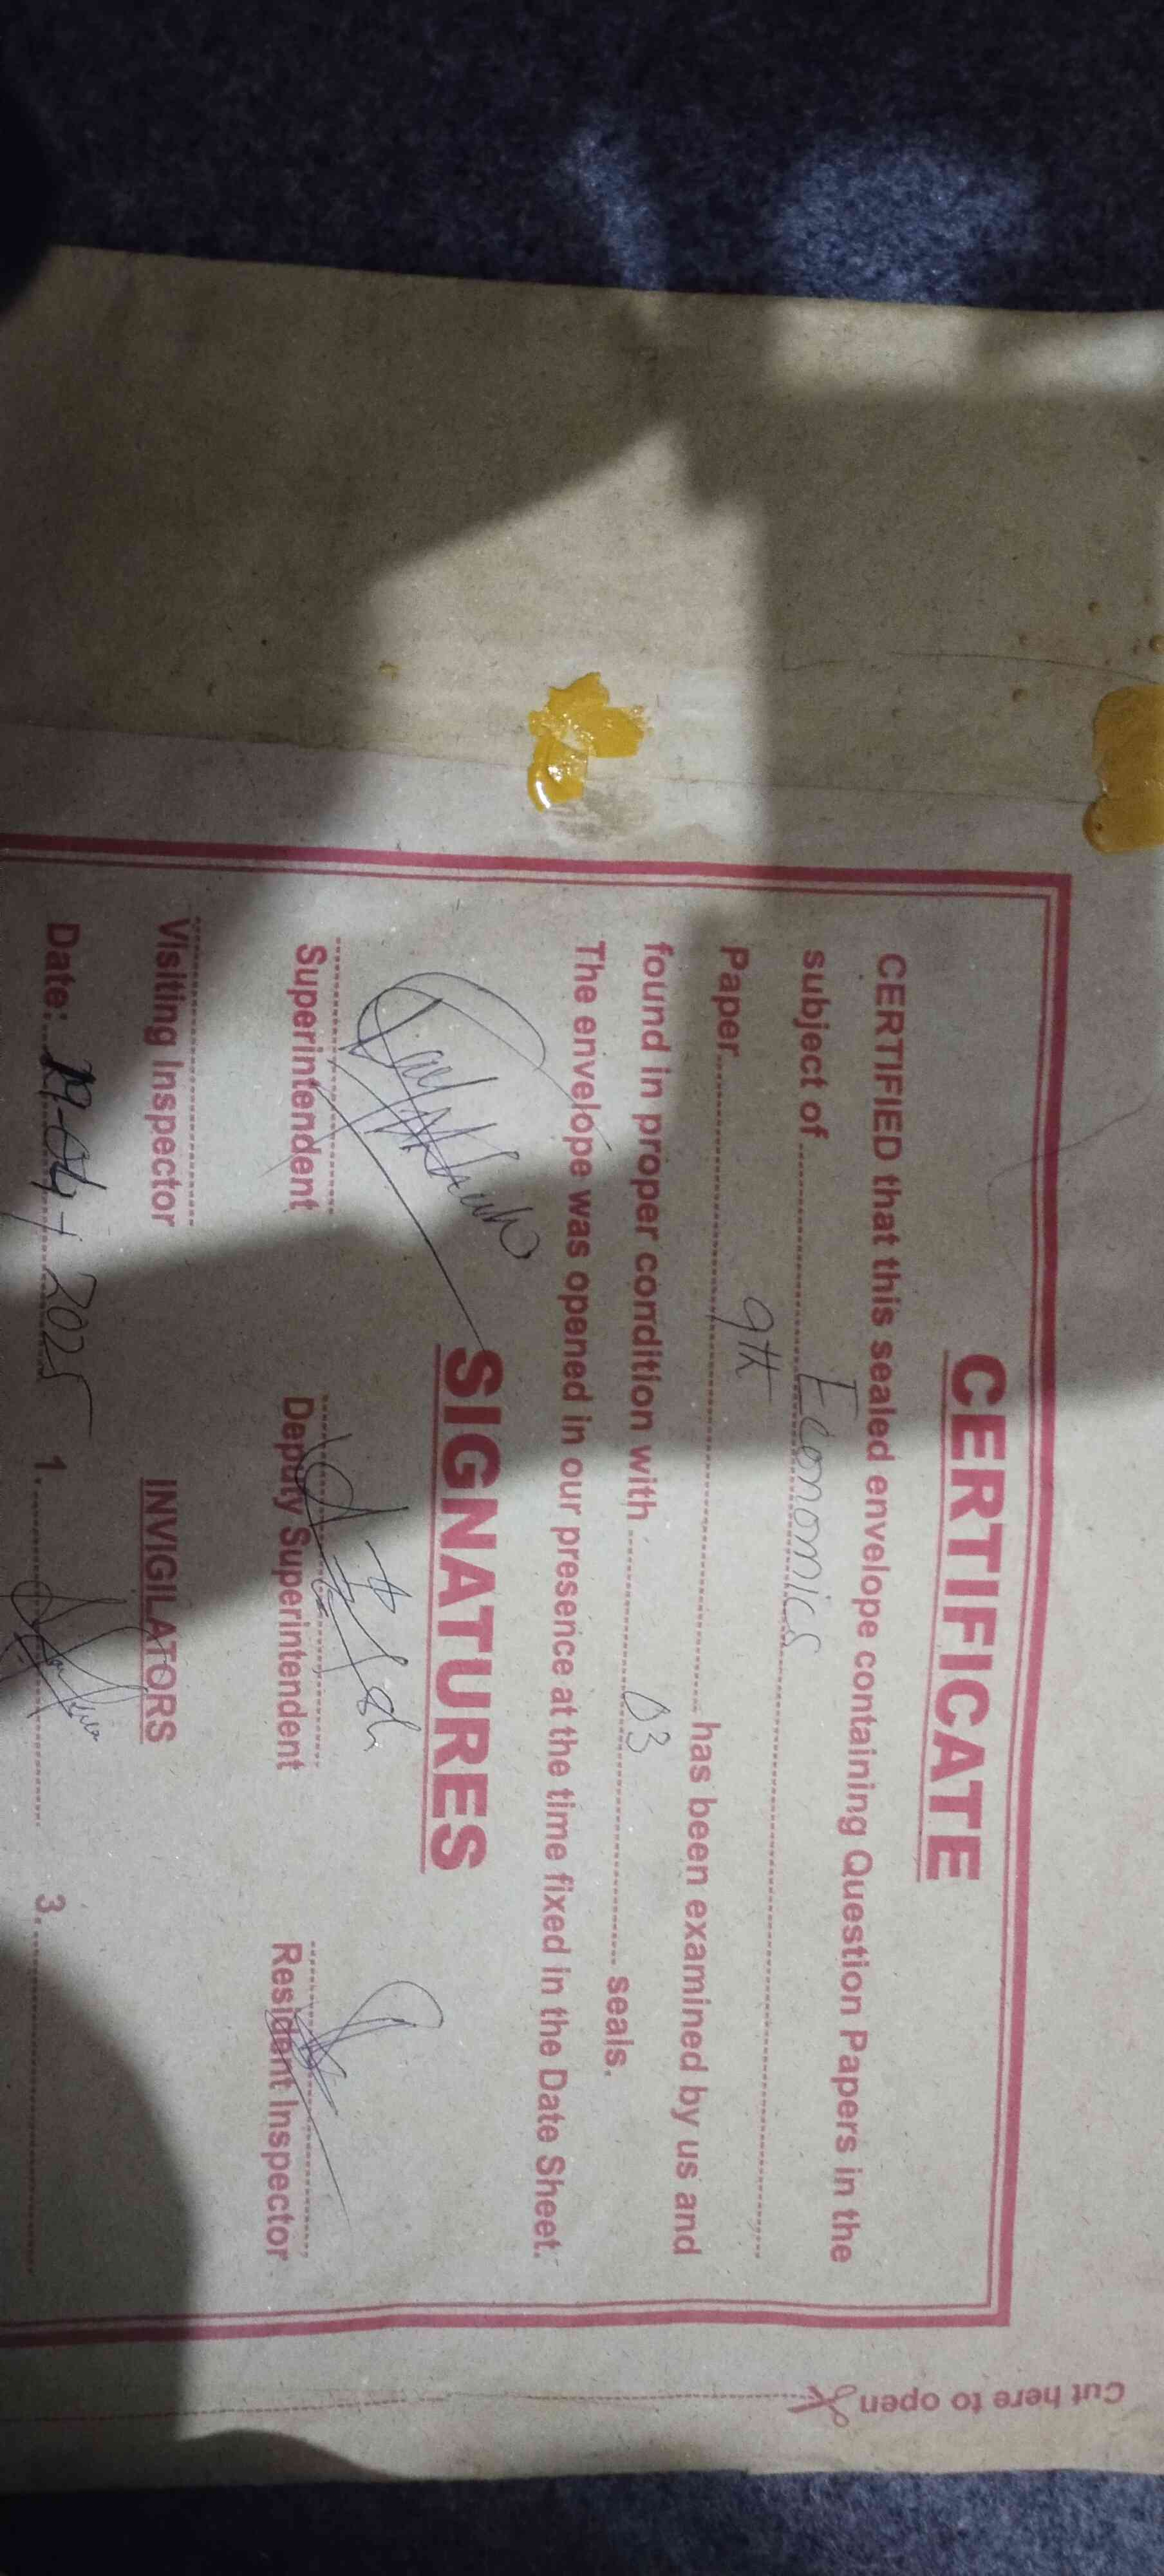 CERTIFICATE
CERTIFIED that this sealed envelope containing Question Papers in the
subject of Economics
Paper 9th has been examined by us and
found in proper condition with 03 seals.
The envelope was opened in our presence at the time fixed in the Date Sheet.
SIGNATURES
Superintendent Deputy Superintendent Resident Inspector
Visiting Inspector INVIGILATORS
Date: 19-04-2025 1. 3.
Cut here to open